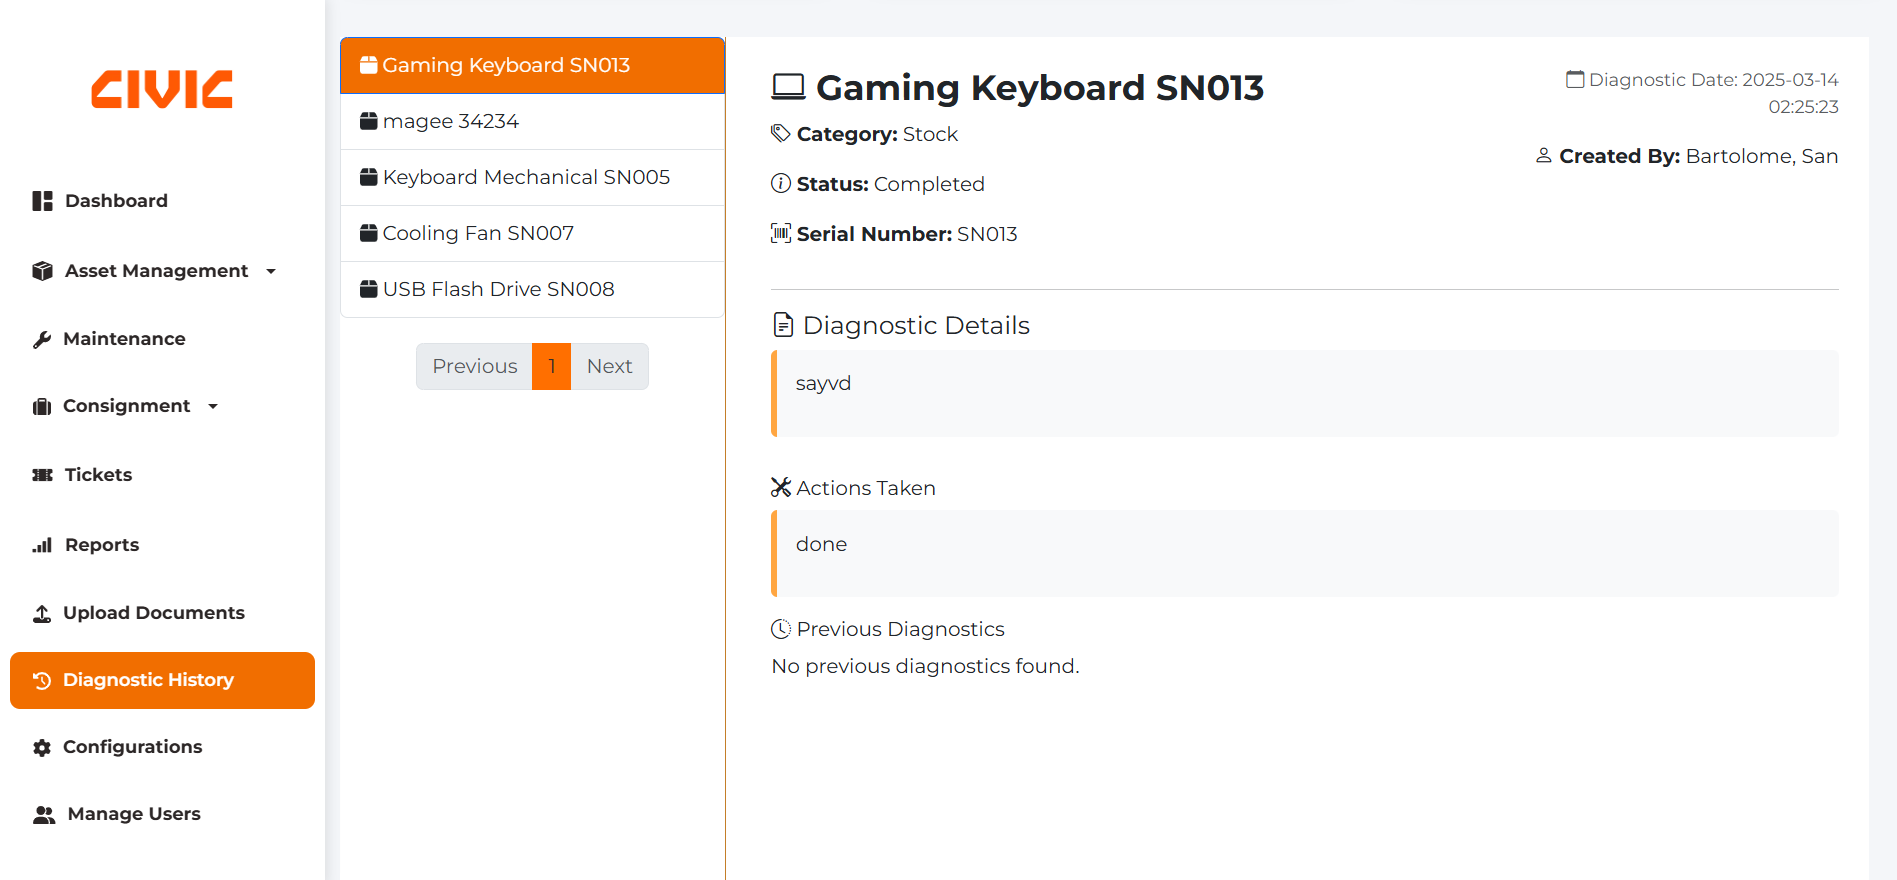 CIVIC
Dashboard
Asset Management
Maintenance
Consignment
Tickets
Reports
Upload Documents
Diagnostic History
Configurations
Manage Users
Gaming Keyboard SN013
magee 34234
Keyboard Mechanical SN005
Cooling Fan SN007
USB Flash Drive SN008
Previous 1 Next
Gaming Keyboard SN013
Category: Stock
Status: Completed
Serial Number: SN013
Diagnostic Date: 2025-03-14
02:25:23
Created By: Bartolome, San
Diagnostic Details
sayvd
Actions Taken
done
Previous Diagnostics
No previous diagnostics found.